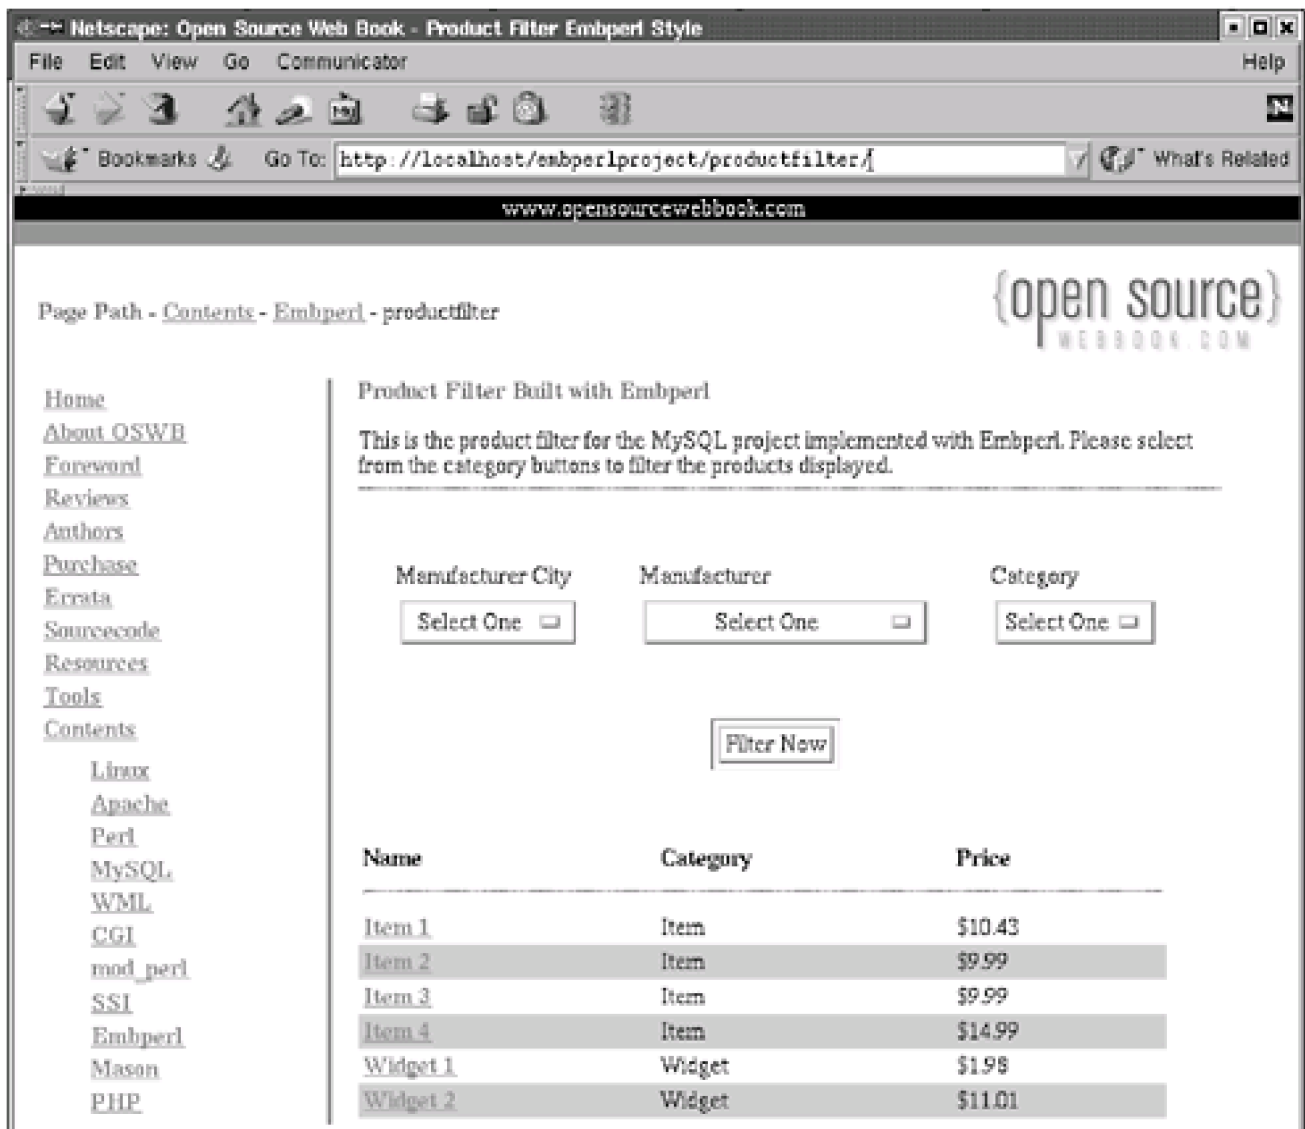 Netscape: Open Source Web Book - Product Filter Embperl Style
File Edit View Go Communicator Help
N
Bookmarks Go To: http://localhost/embperlproject/productfilter/ What's Related
www.opensourcewebbook.com
{open source}
WEBBOOK.COM
Page Path - Contents - Embperl - productfilter
Home
About OSWB
Foreword
Reviews
Authors
Purchase
Errata
Sourcecode
Resources
Tools
Contents
Linux
Apache
Perl
MySQL
WML
CGI
mod_perl
SSI
Embperl
Mason
PHP
Product Filter Built with Embperl
This is the product filter for the MySQL project implemented with Embperl. Please select
from the category buttons to filter the products displayed.
Manufacturer City Manufacturer Category
Select One Select One Select One
Filter Now
Name Category Price
Item 1 Item $10.43
Item 2 Item $9.99
Item 3 Item $9.99
Item 4 Item $14.99
Widget 1 Widget $1.98
Widget 2 Widget $11.01